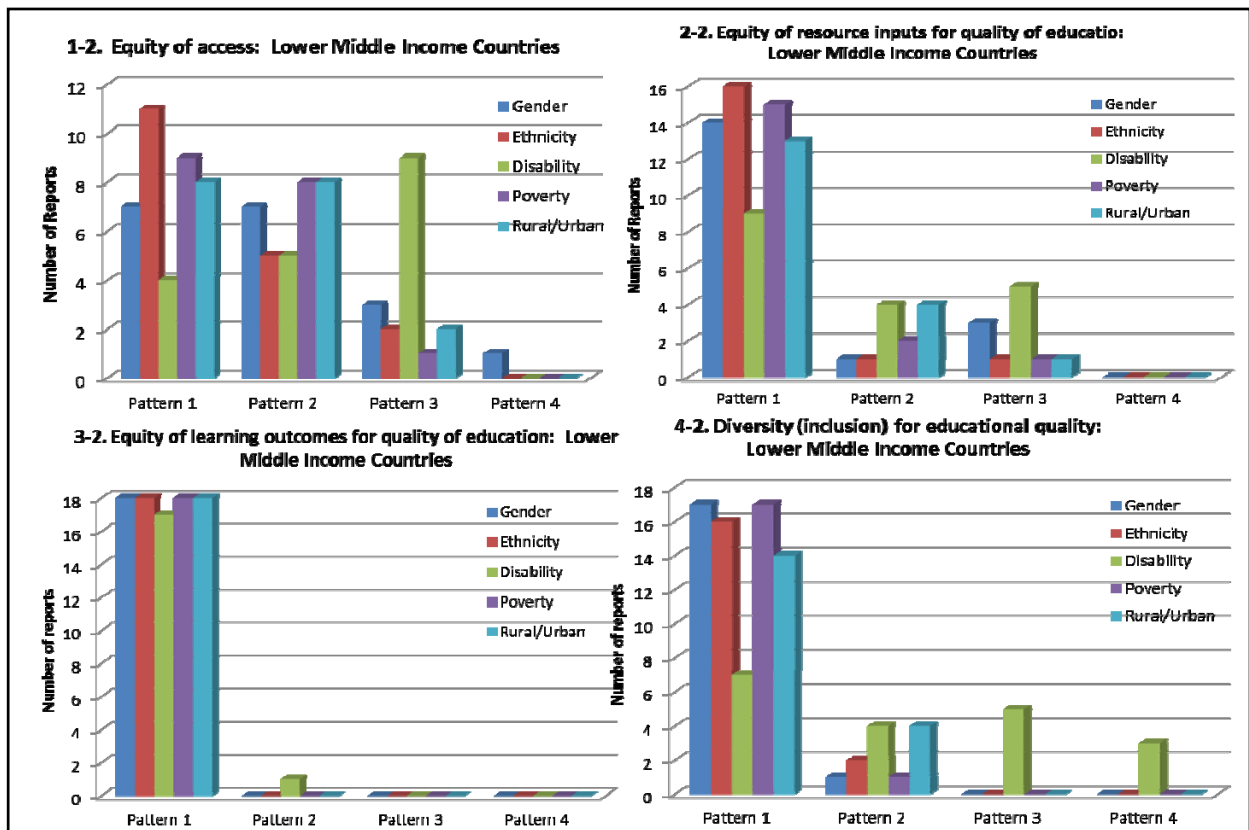 1-2. Equity of access: Lower Middle Income Countries
Number of Reports
12
10
8
6
4
2
0
Gender
Ethnicity
Disability
Poverty
Rural/Urban
Pattern 1
Pattern 2
Pattern 3
Pattern 4
2-2. Equity of resource inputs for quality of educatio:
Lower Middle Income Countries
Number of Reports
16
14
12
10
8
6
4
2
0
Gender
Ethnicity
Disability
Poverty
Rural/Urban
Pattern 1
Pattern 2
Pattern 3
Pattern 4
3-2. Equity of learning outcomes for quality of education: Lower
Middle Income Countries
Number of reports
18
16
14
12
10
8
6
4
2
0
Gender
Ethnicity
Disability
Poverty
Rural/Urban
Pattern 1
Pattern 2
Pattern 3
Pattern 4
4-2. Diversity (inclusion) for educational quality:
Lower Middle Income Countries
Number of reports
18
16
14
12
10
8
6
4
2
0
Gender
Ethnicity
Disability
Poverty
Rural/Urban
Pattern 1
Pattern 2
Pattern 3
Pattern 4